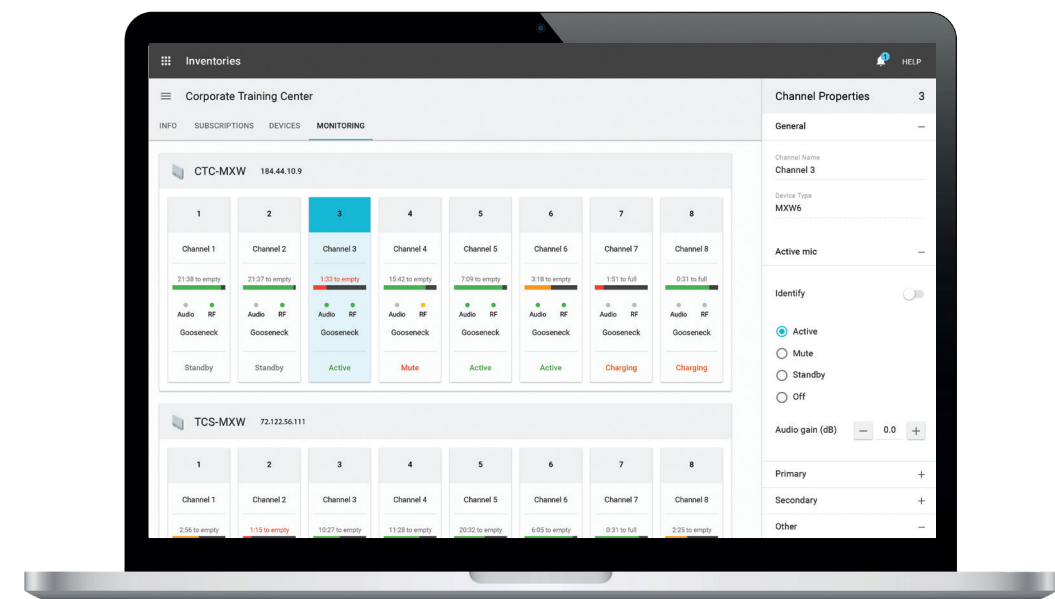 Inventories
1
HELP
Corporate Training Center
INFO SUBSCRIPTIONS DEVICES MONITORING
CTC-MXW 184.44.10.9
1 2 3 4 5 6 7 8
Channel 1 Channel 2 Channel 3 Channel 4 Channel 5 Channel 6 Channel 7 Channel 8
21:38 to empty 21:37 to empty 1:33 to empty 15:42 to empty 7:09 to empty 3:18 to empty 1:51 to full 0:31 to full
Audio RF Audio RF Audio RF Audio RF Audio RF Audio RF Audio RF Audio RF
Gooseneck Gooseneck Gooseneck Gooseneck Gooseneck Gooseneck Gooseneck Gooseneck
Standby Standby Active Mute Active Active Charging Charging
TCS-MXW 72.122.56.111
1 2 3 4 5 6 7 8
Channel 1 Channel 2 Channel 3 Channel 4 Channel 5 Channel 6 Channel 7 Channel 8
2:56 to empty 1:15 to empty 10:27 to empty 11:28 to empty 20:32 to empty 6:05 to empty 0:31 to full 2:25 to empty
Channel Properties 3
General −
Channel Name
Channel 3
Device Type
MXW6
Active mic −
Identify
Active
Mute
Standby
Off
Audio gain (dB) − 0.0 +
Primary +
Secondary +
Other −